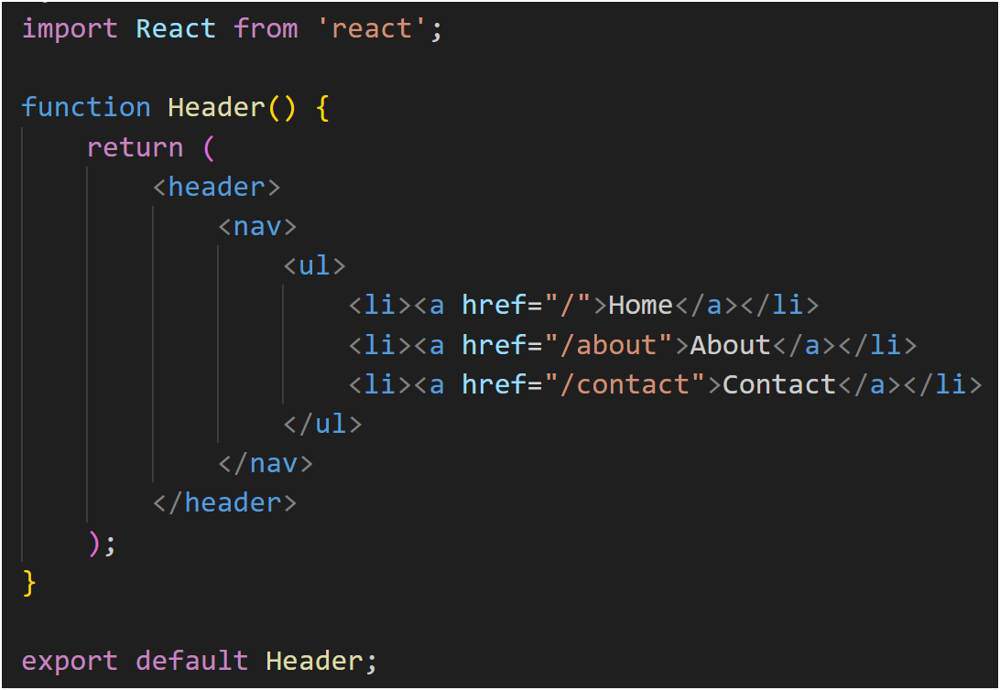 import React from 'react';
function Header() {
return (
<header>
<nav>
<ul>
<li><a href="/">Home</a></li>
<li><a href="/about">About</a></li>
<li><a href="/contact">Contact</a></li>
</ul>
</nav>
</header>
);
}
export default Header;